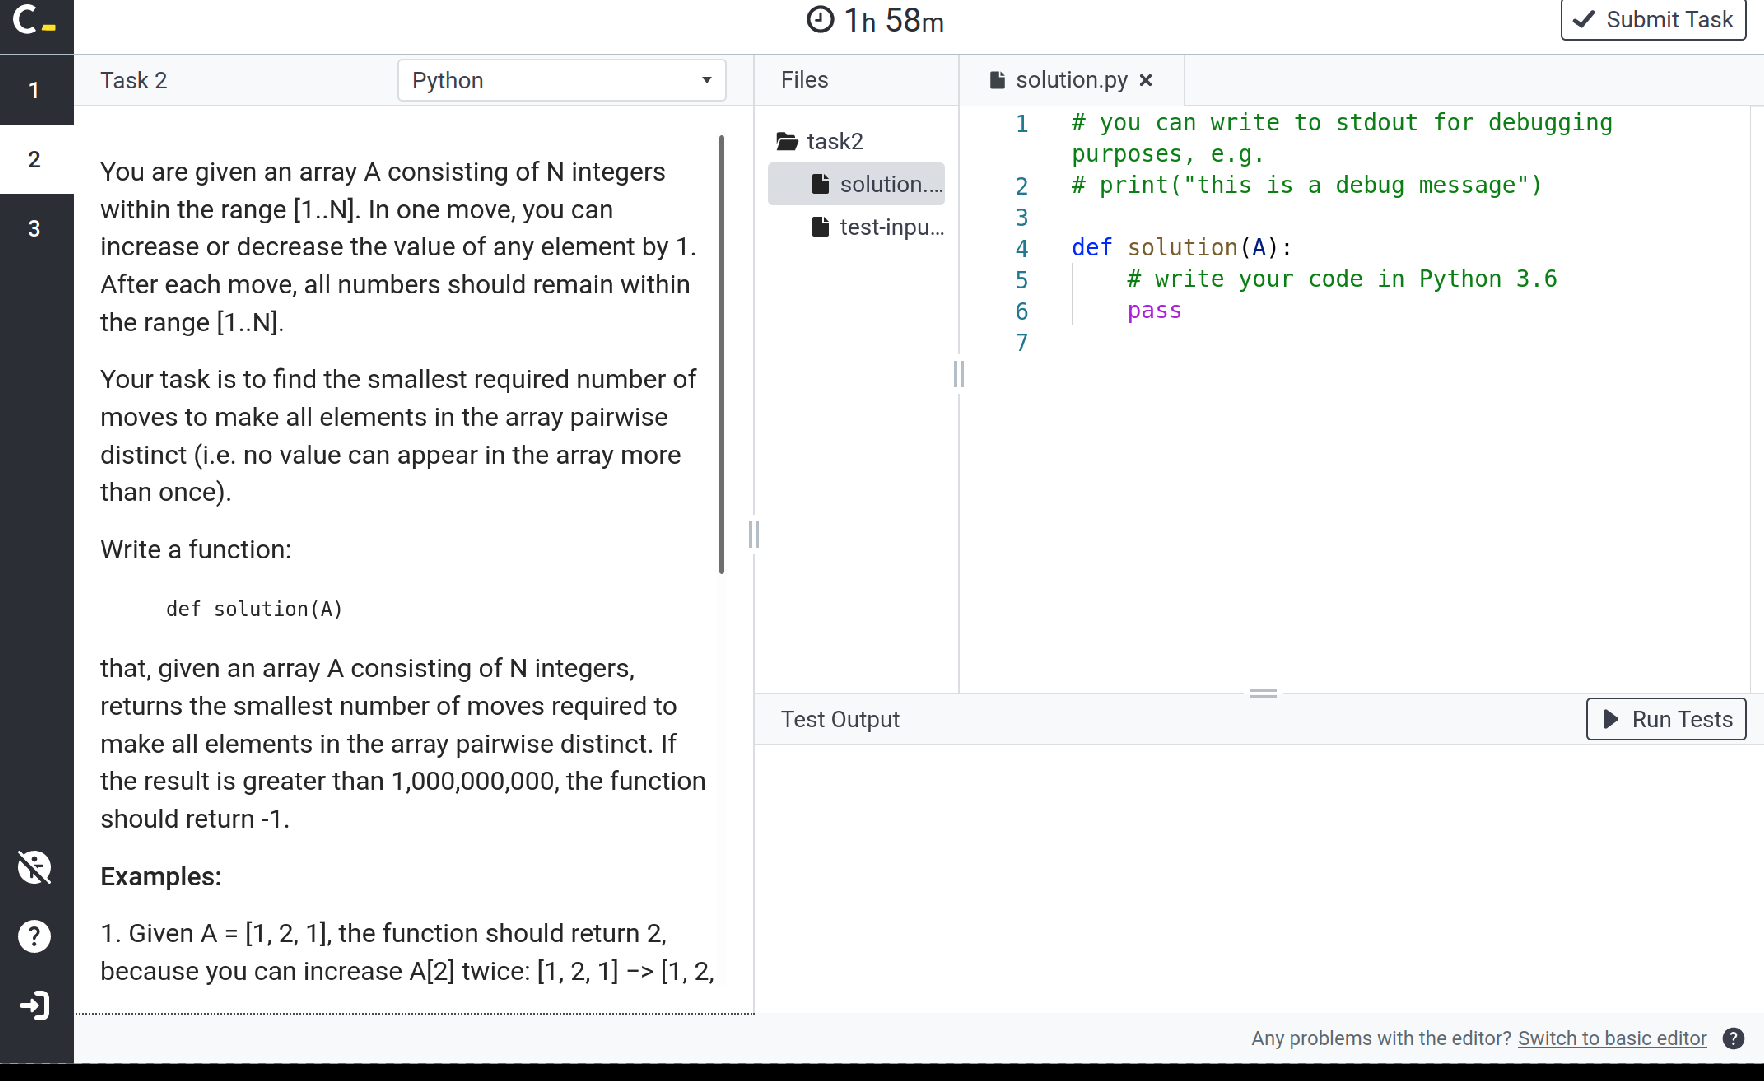 C_
1h 58m
Submit Task
1
2
3
Task 2
Python
Files
solution.py
You are given an array A consisting of N integers
within the range [1..N]. In one move, you can
increase or decrease the value of any element by 1.
After each move, all numbers should remain within
the range [1..N].
Your task is to find the smallest required number of
moves to make all elements in the array pairwise
distinct (i.e. no value can appear in the array more
than once).
Write a function:
def solution(A)
that, given an array A consisting of N integers,
returns the smallest number of moves required to
make all elements in the array pairwise distinct. If
the result is greater than 1,000,000,000, the function
should return -1.
Examples:
1. Given A = [1, 2, 1], the function should return 2,
because you can increase A[2] twice: [1, 2, 1] −> [1, 2,
task2
solution....
test-inpu...
1 # you can write to stdout for debugging
purposes, e.g.
2 # print("this is a debug message")
3
4 def solution(A):
5 # write your code in Python 3.6
6 pass
7
Test Output
Run Tests
Any problems with the editor? Switch to basic editor ?